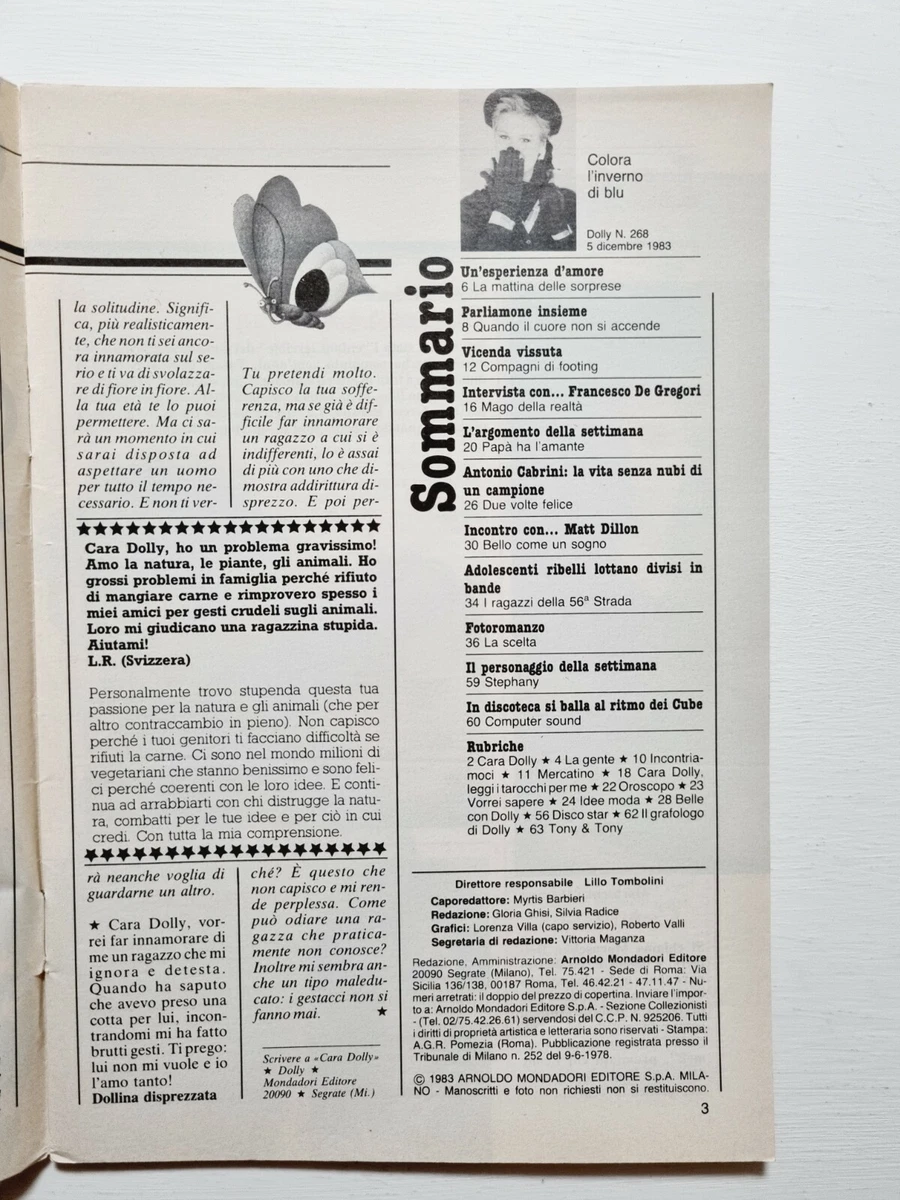 la solitudine. Signifi-
ca, più realisticamen-
te, che non ti sei anco-
ra innamorata sul se-
rio e ti va di svolazza-
re di fiore in fiore. Al-
la tua età te lo puoi
permettere. Ma ci sa-
rà un momento in cui
sarai disposta ad
aspettare un uomo
per tutto il tempo ne-
cessario. E non ti ver-
Tu pretendi molto.
Capisco la tua soffe-
renza, ma se già è dif-
ficile far innamorare
un ragazzo a cui si è
indifferenti, lo è assai
di più con uno che di-
mostra addirittura di-
sprezzo. E poi per-
★★★★★★★★★★★★★★★★★★★
Cara Dolly, ho un problema gravissimo!
Amo la natura, le piante, gli animali. Ho
grossi problemi in famiglia perché rifiuto
di mangiare carne e rimprovero spesso i
miei amici per gesti crudeli sugli animali.
Loro mi giudicano una ragazzina stupida.
Aiutami!
L.R. (Svizzera)
Personalmente trovo stupenda questa tua
passione per la natura e gli animali (che per
altro contraccambio in pieno). Non capisco
perché i tuoi genitori ti facciano difficoltà se
rifiuti la carne. Ci sono nel mondo milioni di
vegetariani che stanno benissimo e sono feli-
ci perché coerenti con le loro idee. E conti-
nua ad arrabbiarti con chi distrugge la natu-
ra, combatti per le tue idee e per ciò in cui
credi. Con tutta la mia comprensione.
★★★★★★★★★★★★★★★★★★★
rà neanche voglia di
guardarne un altro.
★ Cara Dolly, vor-
rei far innamorare di
me un ragazzo che mi
ignora e detesta.
Quando ha saputo
che avevo preso una
cotta per lui, incon-
trandomi mi ha fatto
brutti gesti. Ti prego:
lui non mi vuole e io
l'amo tanto!
Dollina disprezzata
ché? È questo che
non capisco e mi ren-
de perplessa. Come
può odiare una ra-
gazza che pratica-
mente non conosce?
Inoltre mi sembra an-
che un tipo maledu-
cato: i gestacci non si
fanno mai. ★
Scrivere a «Cara Dolly»
★ Dolly ★
Mondadori Editore
20090 ★ Segrate (Mi.)
Colora
l'inverno
di blu
Dolly N. 268
5 dicembre 1983
Sommario
Un'esperienza d'amore
6 La mattina delle sorprese
Parliamone insieme
8 Quando il cuore non si accende
Vicenda vissuta
12 Compagni di footing
Intervista con... Francesco De Gregori
16 Mago della realtà
L'argomento della settimana
20 Papà ha l'amante
Antonio Cabrini: la vita senza nubi di
un campione
26 Due volte felice
Incontro con... Matt Dillon
30 Bello come un sogno
Adolescenti ribelli lottano divisi in
bande
34 I ragazzi della 56ª Strada
Fotoromanzo
36 La scelta
Il personaggio della settimana
59 Stephany
In discoteca si balla al ritmo dei Cube
60 Computer sound
Rubriche
2 Cara Dolly ★ 4 La gente ★ 10 Incontria-
moci ★ 11 Mercatino ★ 18 Cara Dolly,
leggi i tarocchi per me ★ 22 Oroscopo ★ 23
Vorrei sapere ★ 24 Idee moda ★ 28 Belle
con Dolly ★ 56 Disco star ★ 62 Il grafologo
di Dolly ★ 63 Tony & Tony
Direttore responsabile Lillo Tombolini
Caporedattore: Myrtis Barbieri
Redazione: Gloria Ghisi, Silvia Radice
Grafici: Lorenza Villa (capo servizio), Roberto Valli
Segretaria di redazione: Vittoria Maganza
Redazione, Amministrazione: Arnoldo Mondadori Editore
20090 Segrate (Milano), Tel. 75.421 - Sede di Roma: Via
Sicilia 136/138, 00187 Roma, Tel. 46.42.21 - 47.11.47 - Nu-
meri arretrati: il doppio del prezzo di copertina. Inviare l'impor-
to a: Arnoldo Mondadori Editore S.p.A. - Sezione Collezionisti
- (Tel. 02/75.42.26.61) servendosi del C.C.P. N. 925206. Tutti
i diritti di proprietà artistica e letteraria sono riservati - Stampa:
A.G.R. Pomezia (Roma). Pubblicazione registrata presso il
Tribunale di Milano n. 252 del 9-6-1978.
© 1983 ARNOLDO MONDADORI EDITORE S.p.A. MILA-
NO - Manoscritti e foto non richiesti non si restituiscono.
3